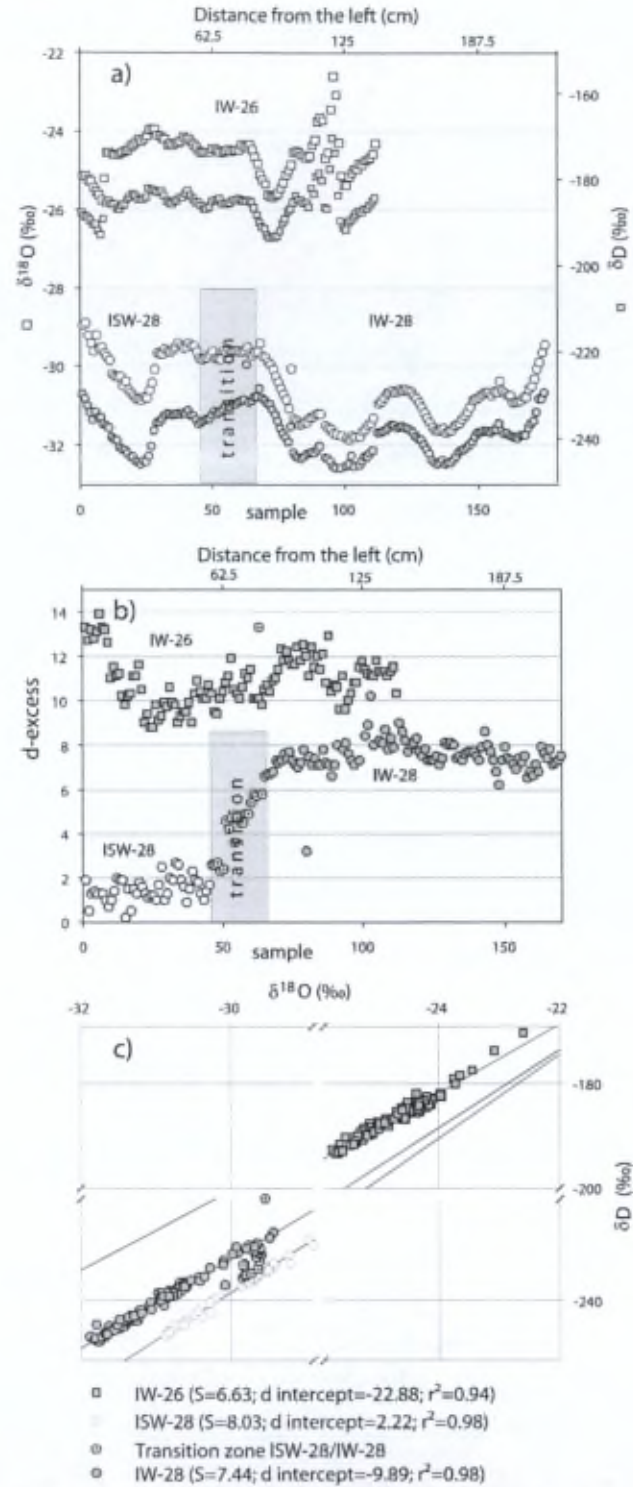 Distance from the left (cm)
62.5 125 187.5
-22
-24
-26
-28
-30
-32
δ¹⁸O (‰)
a)
IW-26
ISW-28
transition
IW-28
-160
-180
-200
-220
-240
δD (‰)
0 50 100 150
sample
Distance from the left (cm)
62.5 125 187.5
14
12
10
8
6
4
2
0
d-excess
b)
IW-26
ISW-28
transition
IW-28
0 50 100 150
sample
δ¹⁸O (‰)
-32 -30 -24 -22
c)
-180
-200
-240
δD (‰)
IW-26 (S=6.63; d intercept=-22.88; r²=0.94)
ISW-28 (S=8.03; d intercept=2.22; r²=0.98)
Transition zone ISW-28/IW-28
IW-28 (S=7.44; d intercept=-9.89; r²=0.98)